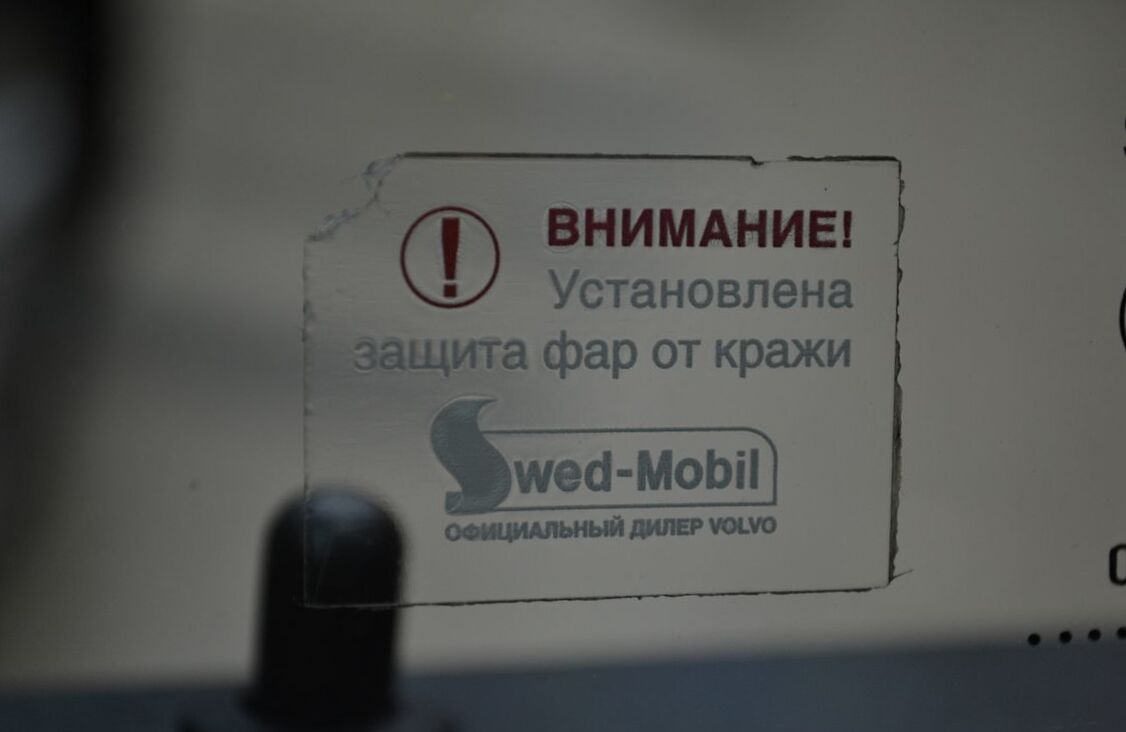 ВНИМАНИЕ!
Установлена
защита фар от кражи
Swed-Mobil
ОФИЦИАЛЬНЫЙ ДИЛЕР VOLVO